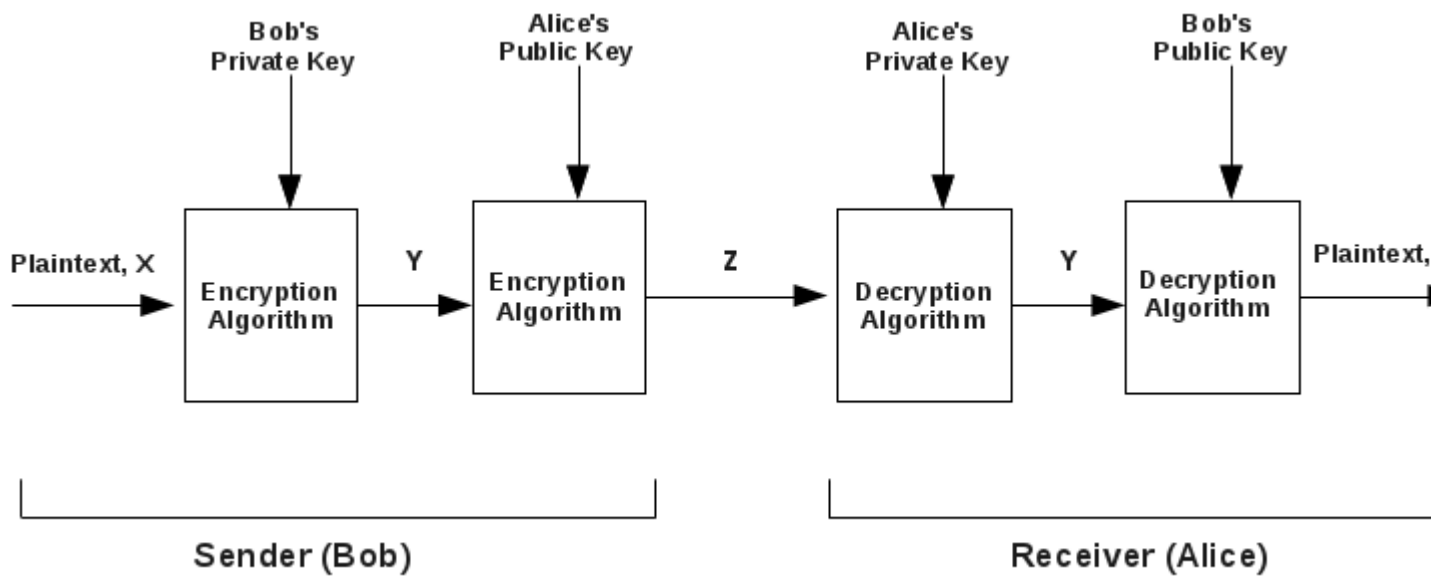 Bob's
Private Key
Alice's
Public Key
Alice's
Private Key
Bob's
Public Key
Plaintext, X
Encryption
Algorithm
Y
Encryption
Algorithm
Z
Decryption
Algorithm
Y
Decryption
Algorithm
Plaintext,
Sender (Bob)
Receiver (Alice)